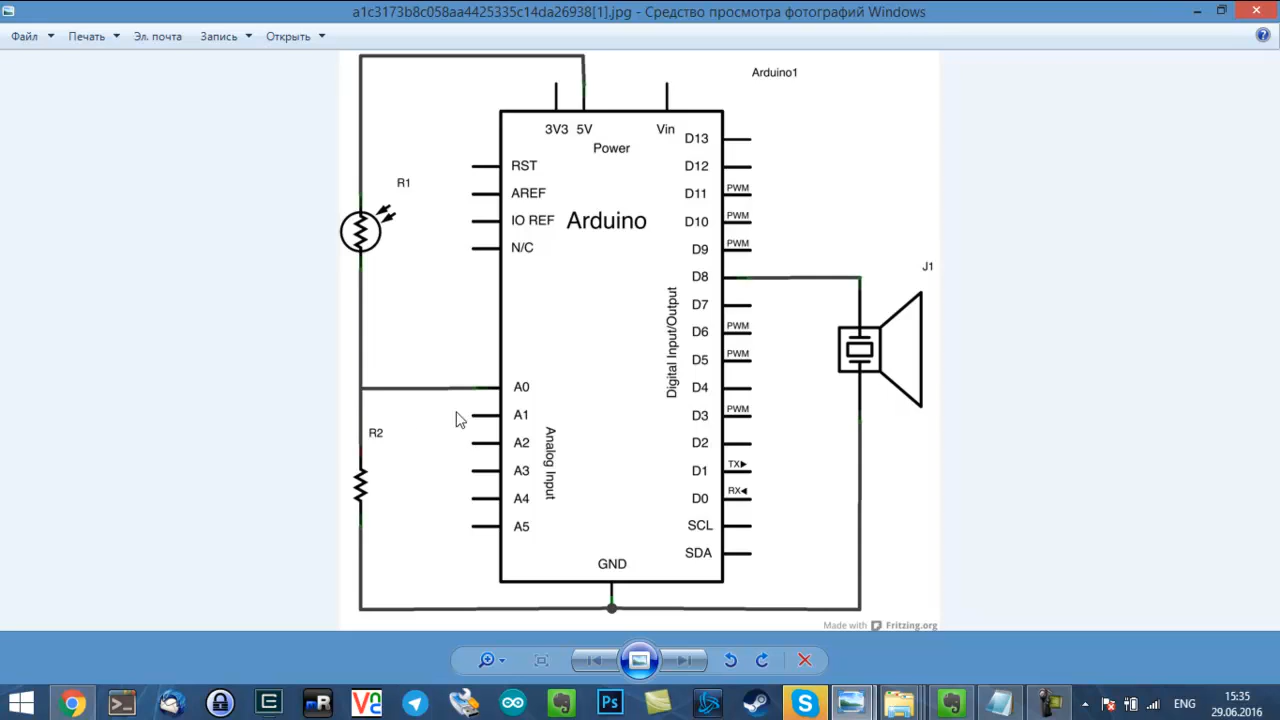 a1c3173b8c058aa4425335c14da26938[1].jpg - Средство просмотра фотографий Windows
Файл Печать Эл. почта Запись Открыть
Arduino1
3V3 5V Vin
Power
D13
RST D12
R1
AREF D11 PWM
IO REF Arduino D10 PWM
N/C D9 PWM
D8
J1
D7
D6 PWM
D5 PWM
Digital Input/Output
A0 D4
A1 D3 PWM
R2
A2 D2
Analog Input
A3 D1 TX
A4 D0 RX
A5 SCL
SDA
GND
Made with Fritzing.org
ENG
15:35
29.06.2016